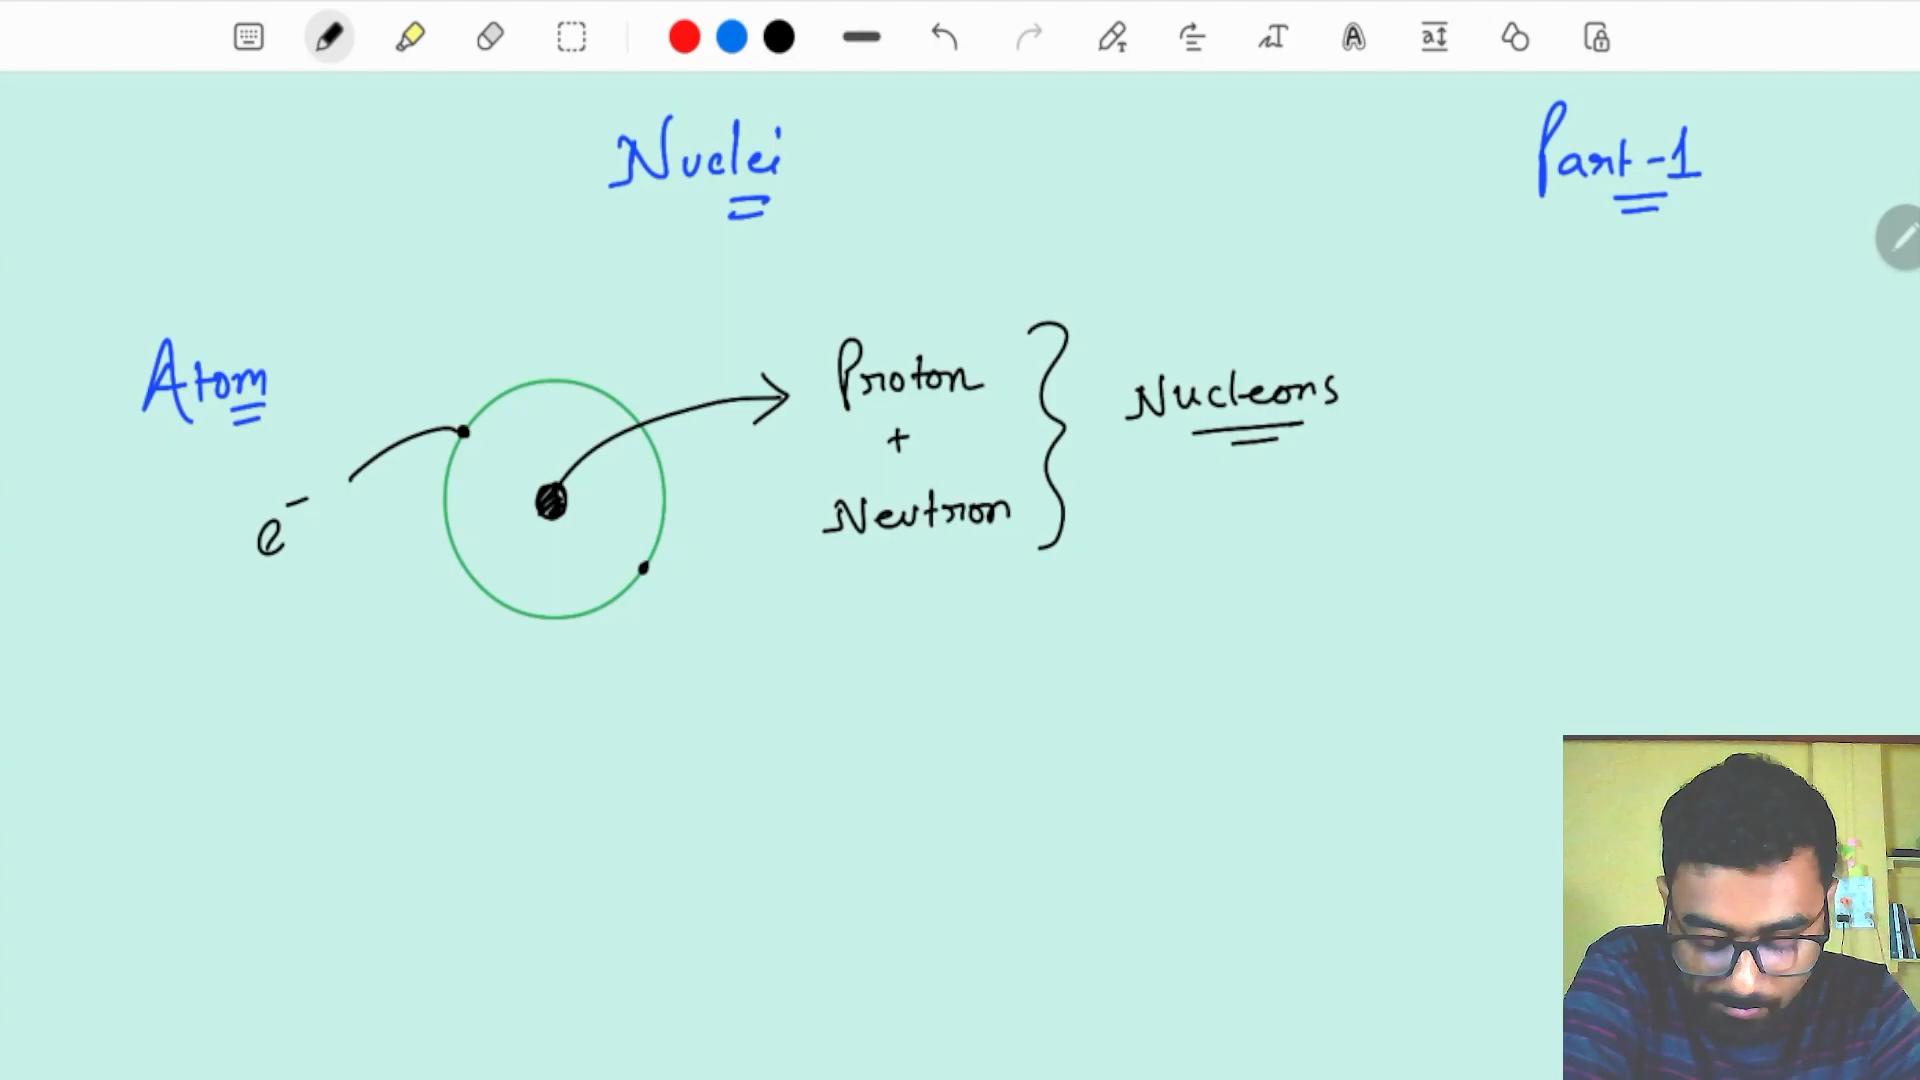 Nuclei
Part-1
Atom
e⁻
Proton
+
Neutron
Nucleons